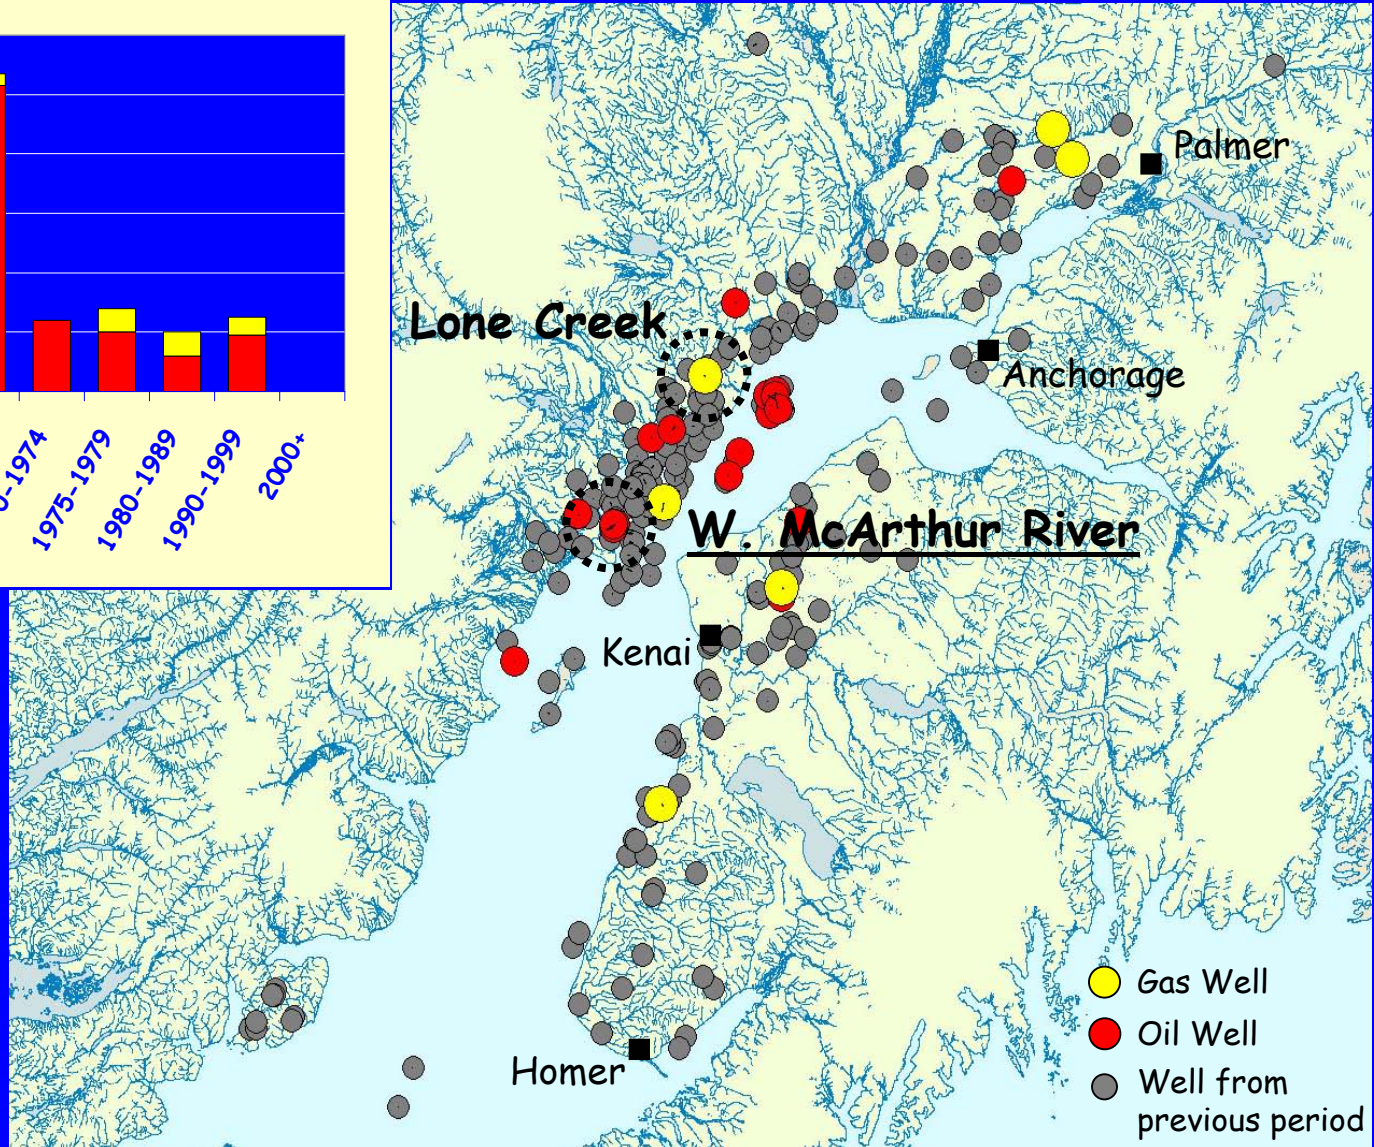 Palmer
Lone Creek
Anchorage
1975-1979
1980-1989
1990-1999
2000+
W. McArthur River
Kenai
Gas Well
Oil Well
Homer
Well from
previous period